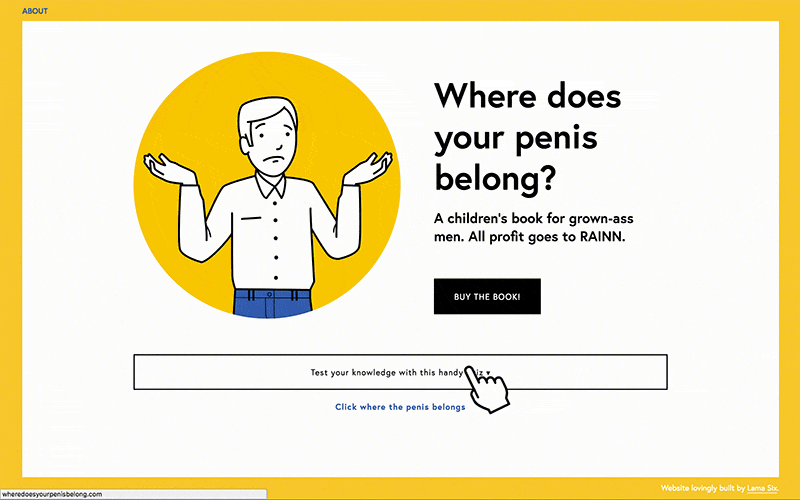 ABOUT
Where does
your penis
belong?
A children's book for grown-ass
men. All profit goes to RAINN.
BUY THE BOOK!
Test your knowledge with this handy
Click where the penis belongs
wheredoesyourpenisbelong.com
Website lovingly built by Lama Six.